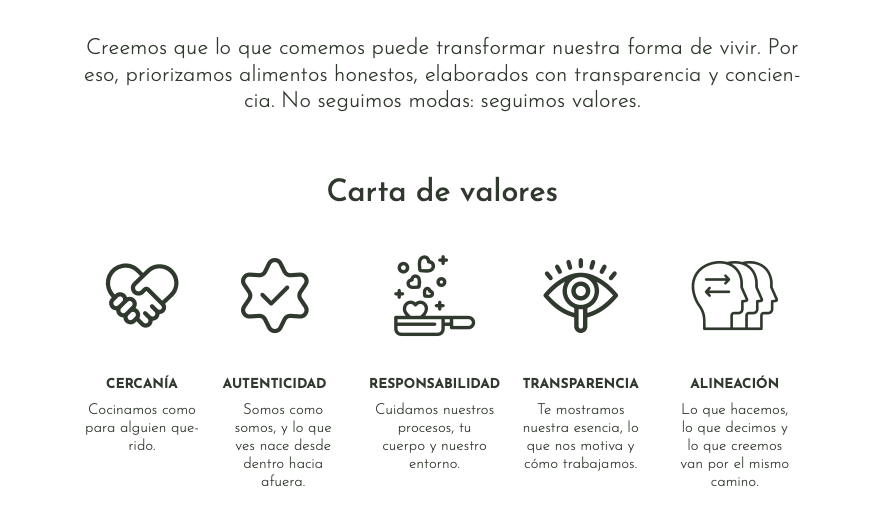 Creemos que lo que comemos puede transformar nuestra forma de vivir. Por
eso, priorizamos alimentos honestos, elaborados con transparencia y concien-
cia. No seguimos modas: seguimos valores.
Carta de valores
CERCANÍA
Cocinamos como
para alguien que-
rido.
AUTENTICIDAD
Somos como
somos, y lo que
ves nace desde
dentro hacia
afuera.
RESPONSABILIDAD
Cuidamos nuestros
procesos, tu
cuerpo y nuestro
entorno.
TRANSPARENCIA
Te mostramos
nuestra esencia, lo
que nos motiva y
cómo trabajamos.
ALINEACIÓN
Lo que hacemos,
lo que decimos y
lo que creemos
van por el mismo
camino.